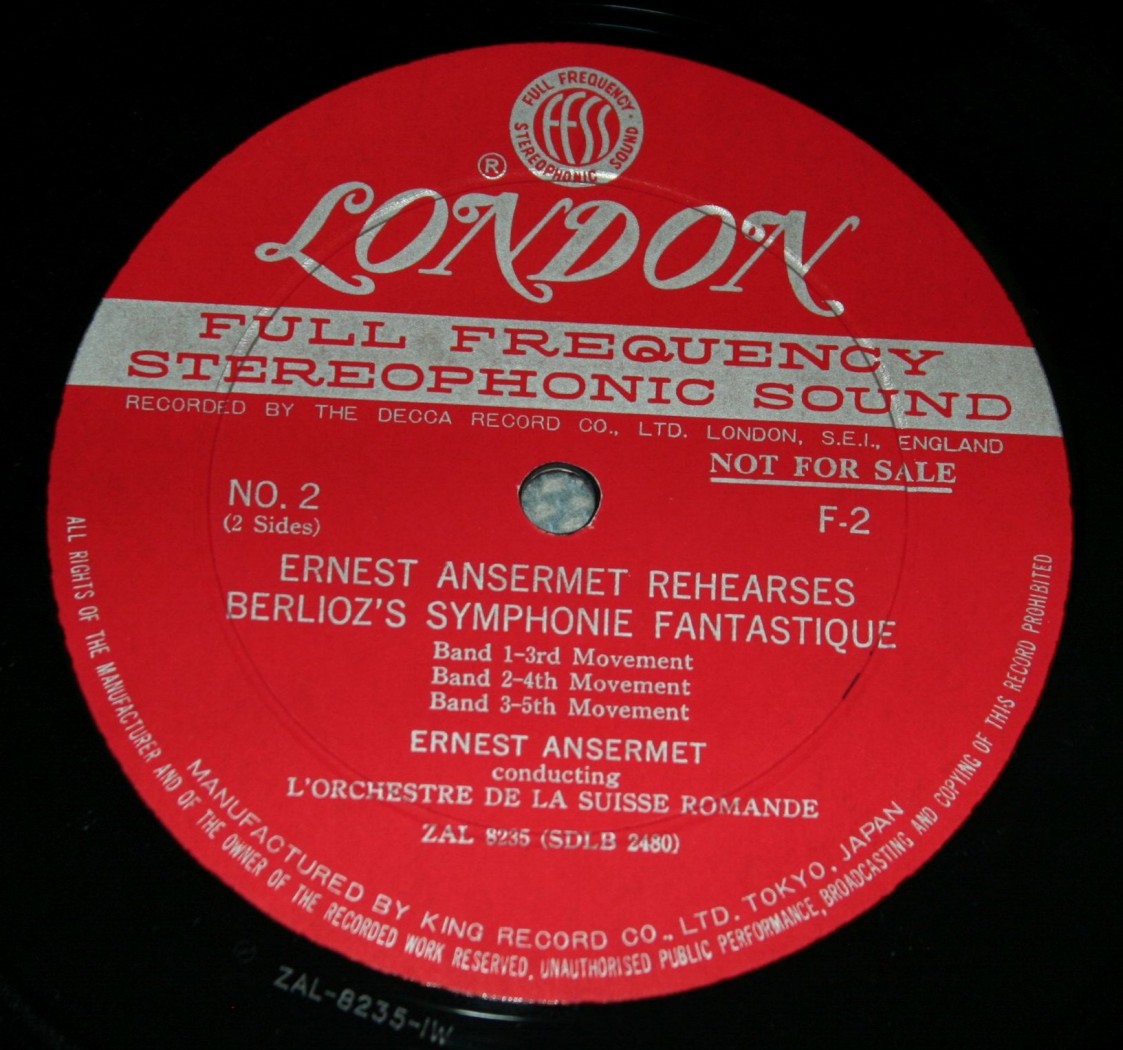 FULL FREQUENCY
FFSS
STEREOPHONIC SOUND
®
LONDON
FULL FREQUENCY
STEREOPHONIC SOUND
RECORDED BY THE DECCA RECORD CO., LTD. LONDON, S.E.I., ENGLAND
NOT FOR SALE
NO. 2
F-2
(2 Sides)
ERNEST ANSERMET REHEARSES
BERLIOZ'S SYMPHONIE FANTASTIQUE
Band 1-3rd Movement
Band 2-4th Movement
Band 3-5th Movement
ERNEST ANSERMET
conducting
L'ORCHESTRE DE LA SUISSE ROMANDE
ZAL 8235 (SDLB 2480)
MANUFACTURED BY KING RECORD CO., LTD. TOKYO, JAPAN
ALL RIGHTS OF THE MANUFACTURER AND OF THE OWNER OF THE RECORDED WORK RESERVED, UNAUTHORISED PUBLIC PERFORMANCE, BROADCASTING AND COPYING OF THIS RECORD PROHIBITED
ZAL-8235-1W